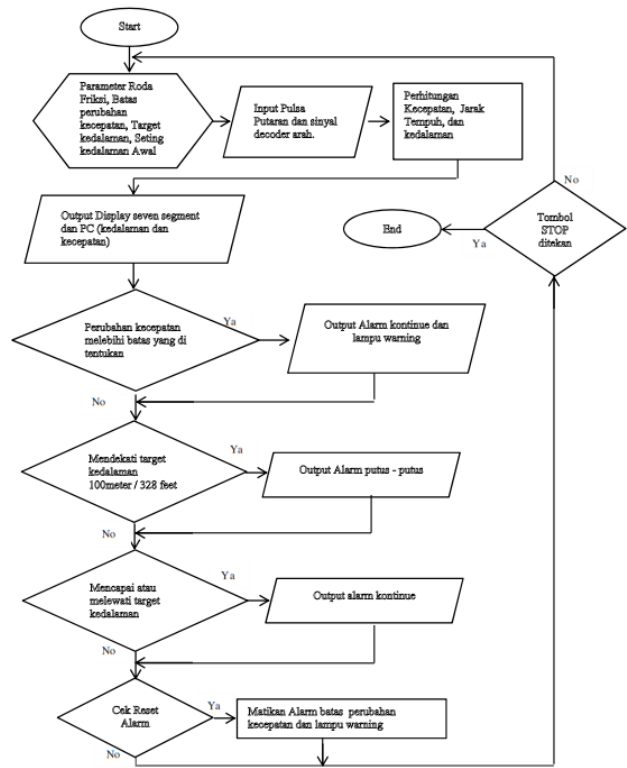 Start
Parameter Roda
Friksi, Batas
perubahan
kecepatan, Target
kedalaman, Seting
kedalaman Awal
Input Pulsa
Putaran dan sinyal
decoder arah.
Perhitungan
Kecepatan, Jarak
Tempuh, dan
kedalaman
Output Display seven segment
dan PC (kedalaman dan
kecepatan)
End
Ya
Tombol
STOP
ditekan
No
Perubahan kecepatan
melebihi batas yang di
tentukan
Ya
Output Alarm kontinue dan
lampu warning
No
Mendekati target
kedalaman
100meter / 328 feet
Ya
Output Alarm putus - putus
No
Mencapai atau
melewati target
kedalaman
Ya
Output alarm kontinue
No
Cek Reset
Alarm
Ya
Matikan Alarm batas perubahan
kecepatan dan lampu warning
No